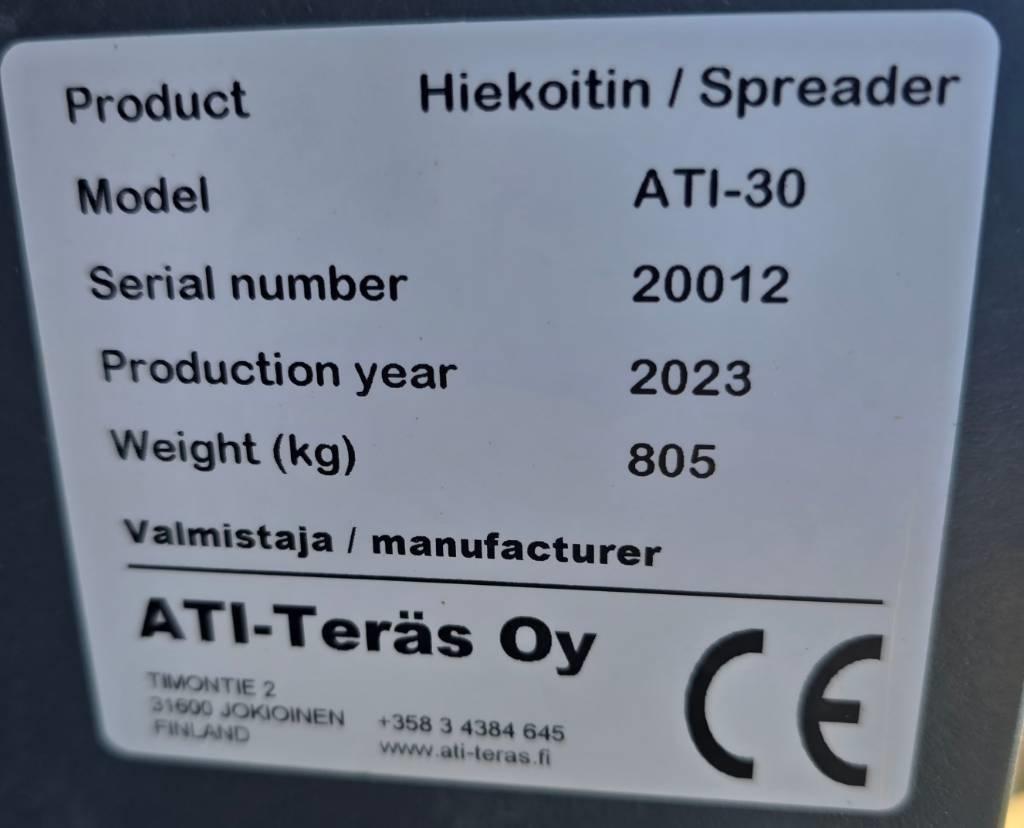 Product Hiekoitin / Spreader
Model ATI-30
Serial number 20012
Production year 2023
Weight (kg) 805
Valmistaja / manufacturer
ATI-Teräs Oy
TIMONTIE 2
31600 JOKIOINEN
FINLAND
+358 3 4384 645
www.ati-teras.fi
CE